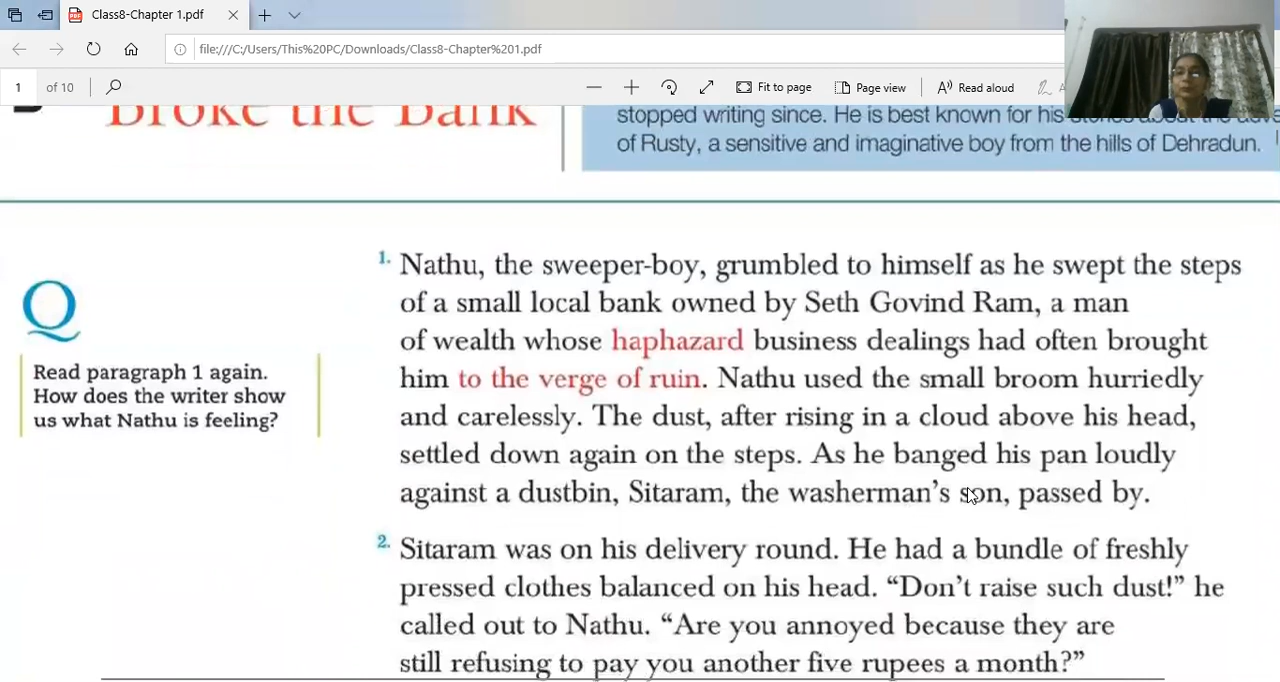 Class8-Chapter 1.pdf
file:///C:/Users/This%20PC/Downloads/Class8-Chapter%201.pdf
1 of 10
Fit to page
Page view
Read aloud
Broke the Bank
stopped writing since. He is best known for his
of Rusty, a sensitive and imaginative boy from the hills of Dehradun.
Q
Read paragraph 1 again.
How does the writer show
us what Nathu is feeling?
1. Nathu, the sweeper-boy, grumbled to himself as he swept the steps
of a small local bank owned by Seth Govind Ram, a man
of wealth whose haphazard business dealings had often brought
him to the verge of ruin. Nathu used the small broom hurriedly
and carelessly. The dust, after rising in a cloud above his head,
settled down again on the steps. As he banged his pan loudly
against a dustbin, Sitaram, the washerman's son, passed by.
2. Sitaram was on his delivery round. He had a bundle of freshly
pressed clothes balanced on his head. “Don't raise such dust!” he
called out to Nathu. “Are you annoyed because they are
still refusing to pay you another five rupees a month?”